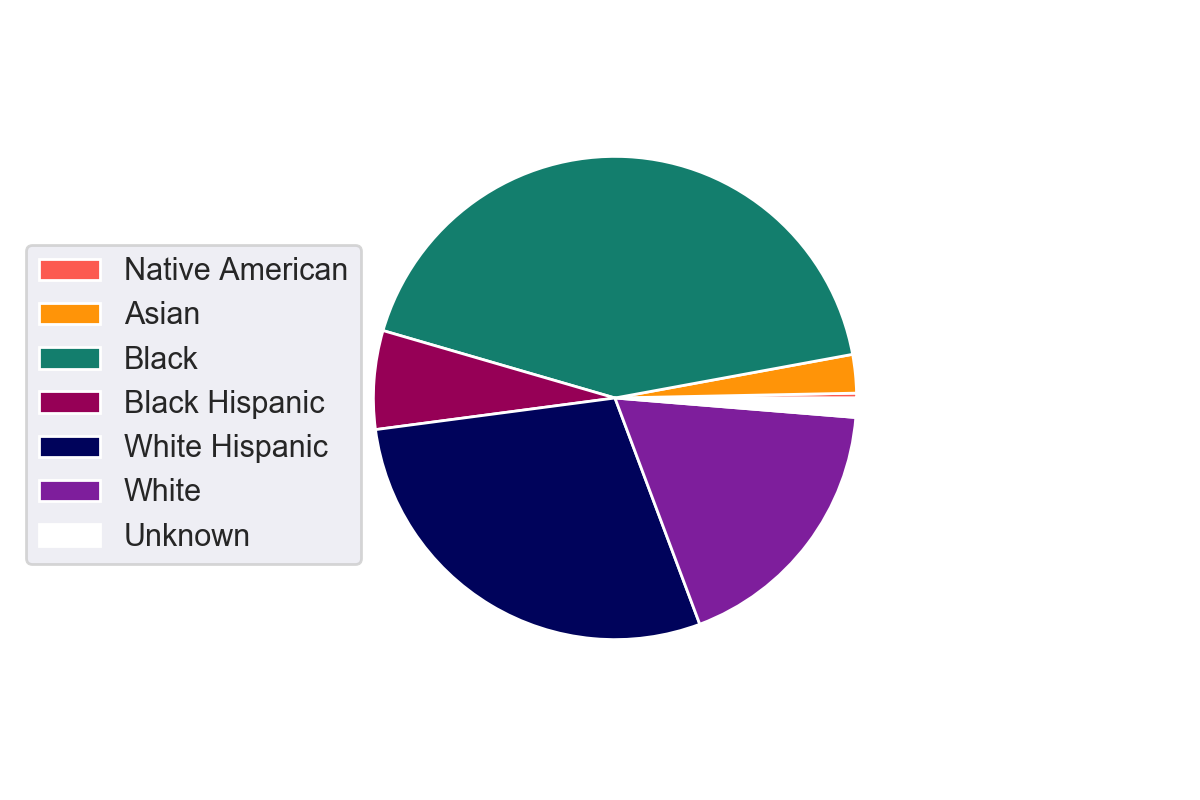 Native American
Asian
Black
Black Hispanic
White Hispanic
White
Unknown